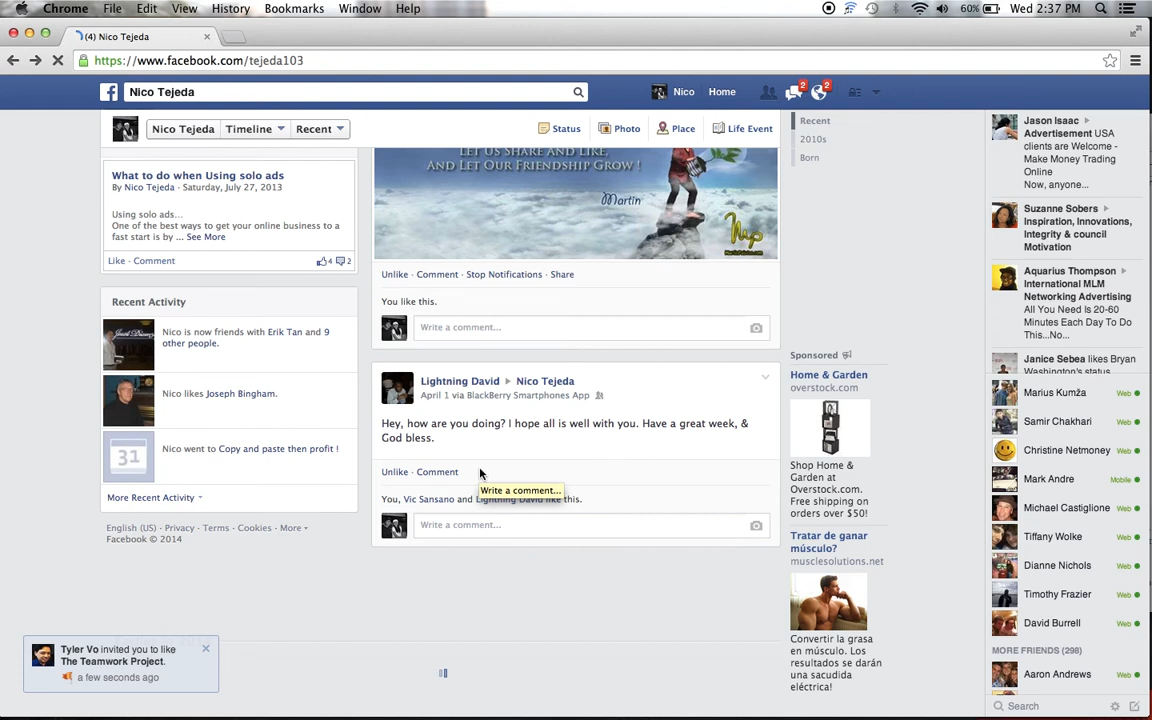 Chrome File Edit View History Bookmarks Window Help 60% Wed 2:37 PM
(4) Nico Tejeda
https://www.facebook.com/tejeda103
Nico Tejeda
Nico Home 2 2
Nico Tejeda Timeline Recent Status Photo Place Life Event
What to do when Using solo ads
By Nico Tejeda · Saturday, July 27, 2013
Using solo ads...
One of the best ways to get your online business to a
fast start is by ... See More
Like · Comment 4 2
Recent Activity
Nico is now friends with Erik Tan and 9
other people.
Nico likes Joseph Bingham.
31
Nico went to Copy and paste then profit !
More Recent Activity
English (US) · Privacy · Terms · Cookies · More
Facebook © 2014
Tyler Vo invited you to like
The Teamwork Project.
a few seconds ago
LET US SHARE AND LIKE,
AND LET OUR FRIENDSHIP GROW !
Martin
Unlike · Comment · Stop Notifications · Share
You like this.
Write a comment...
Lightning David Nico Tejeda
April 1 via BlackBerry Smartphones App
Hey, how are you doing? I hope all is well with you. Have a great week, &
God bless.
Unlike · Comment
Write a comment...
You, Vic Sansano and Lightning David like this.
Write a comment...
Recent
2010s
Born
Sponsored
Home & Garden
overstock.com
Shop Home &
Garden at
Overstock.com.
Free shipping on
orders over $50!
Tratar de ganar
músculo?
musclesolutions.net
Convertir la grasa
en músculo. Los
resultados se darán
una sacudida
eléctrica!
Jason Isaac
Advertisement USA
clients are Welcome -
Make Money Trading
Online
Now, anyone...
Suzanne Sobers
Inspiration, Innovations,
Integrity & council
Motivation
Aquarius Thompson
International MLM
Networking Advertising
All You Need Is 20-60
Minutes Each Day To Do
This...No...
Janice Sebea likes Bryan
Washington's status
Marius Kumža Web
Samir Chakhari Web
Christine Netmoney Web
Mark Andre Mobile
Michael Castiglione Web
Tiffany Wolke Web
Dianne Nichols Web
Timothy Frazier Web
David Burrell Web
MORE FRIENDS (298)
Aaron Andrews Web
Search